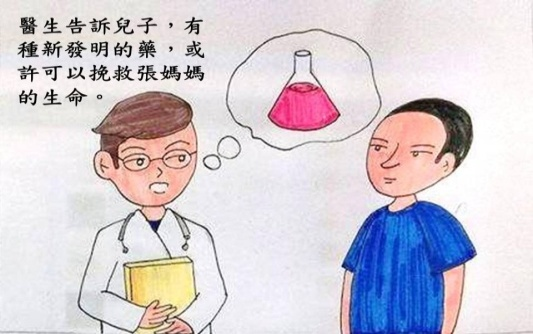 醫生告訴兒子，有
種新發明的藥，或
許可以挽救張媽媽
的生命。